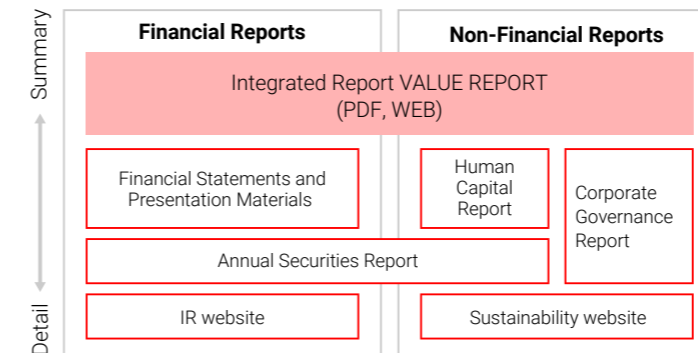 Summary
Financial Reports
Non-Financial Reports
Integrated Report VALUE REPORT
(PDF, WEB)
Financial Statements and
Presentation Materials
Human
Capital
Report
Corporate
Governance
Report
Annual Securities Report
IR website
Sustainability website
Detail